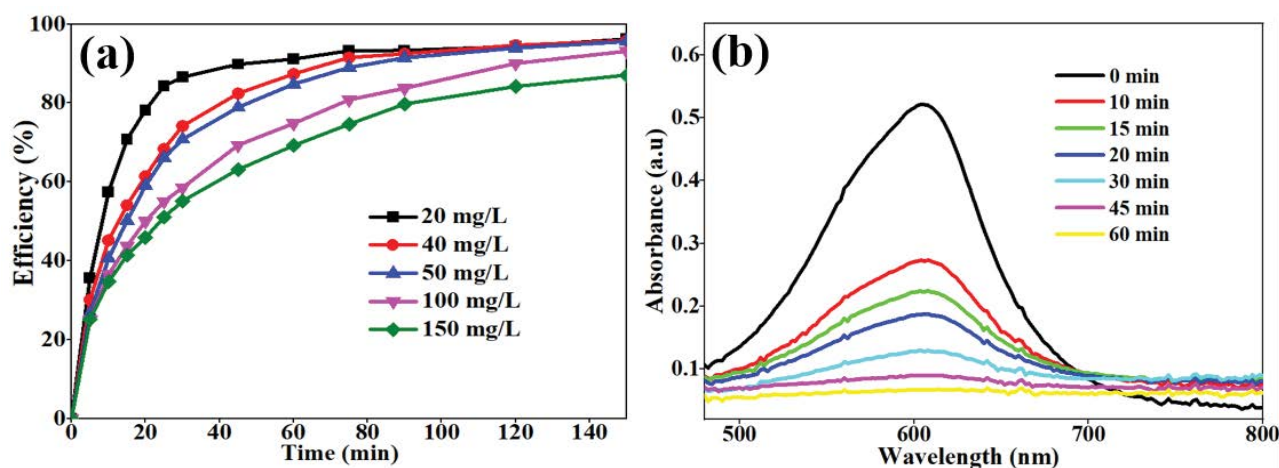 (a)
Efficiency (%)
100
80
60
40
20
0
0 20 40 60 80 100 120 140
Time (min)
20 mg/L
40 mg/L
50 mg/L
100 mg/L
150 mg/L
(b)
Absorbance (a.u)
0.6
0.5
0.4
0.3
0.2
0.1
500 600 700 800
Wavelength (nm)
0 min
10 min
15 min
20 min
30 min
45 min
60 min